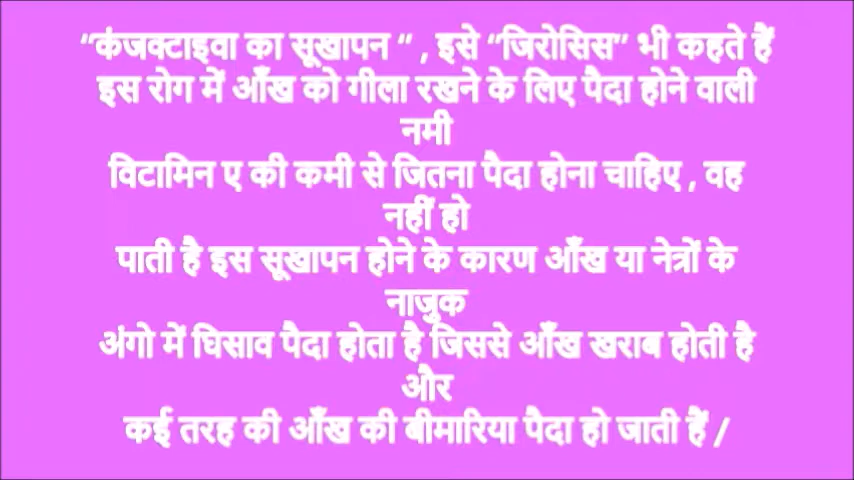 “कंजक्टाइवा का सूखापन “ , इसे “जिरोसिस” भी कहते हैं
इस रोग में आँख को गीला रखने के लिए पैदा होने वाली
नमी
विटामिन ए की कमी से जितना पैदा होना चाहिए , वह
नहीं हो
पाती है इस सूखापन होने के कारण आँख या नेत्रों के
नाजुक
अंगो में घिसाव पैदा होता है जिससे आँख खराब होती है
और
कई तरह की आँख की बीमारिया पैदा हो जाती हैं /